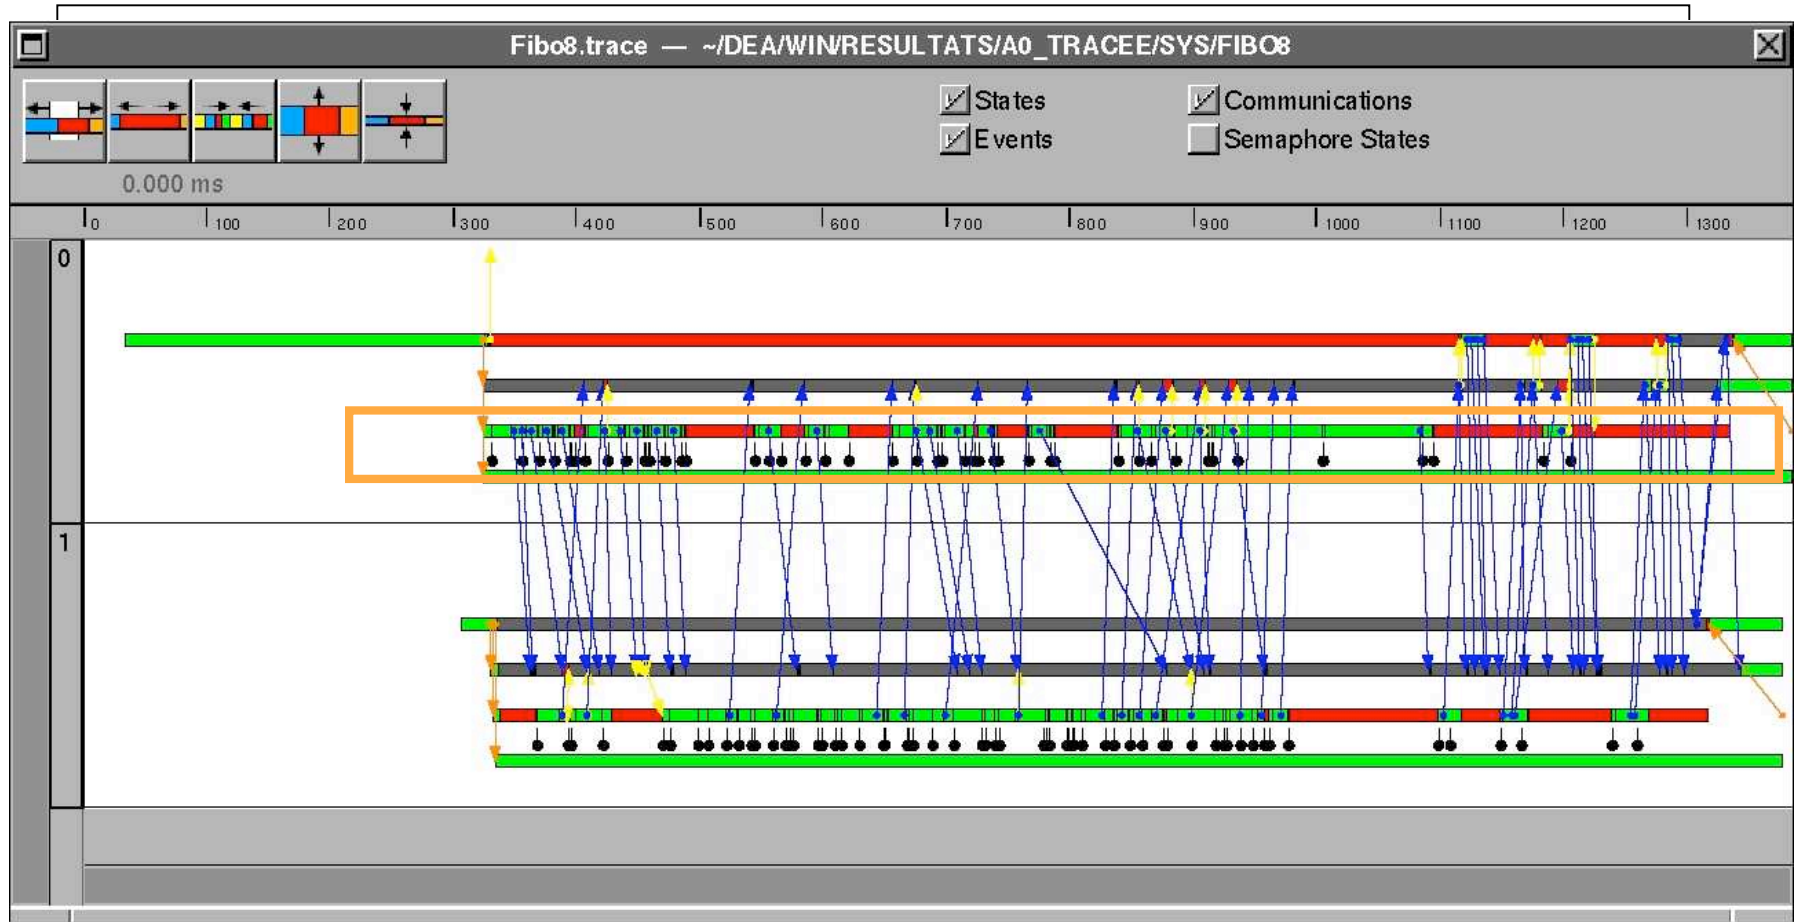 Fibo8.trace — ~/DEA/WIN/RESULTATS/A0_TRACEE/SYS/FIBO8
States
Communications
Events
Semaphore States
0.000 ms
0 100 200 300 400 500 600 700 800 900 1000 1100 1200 1300
0
1